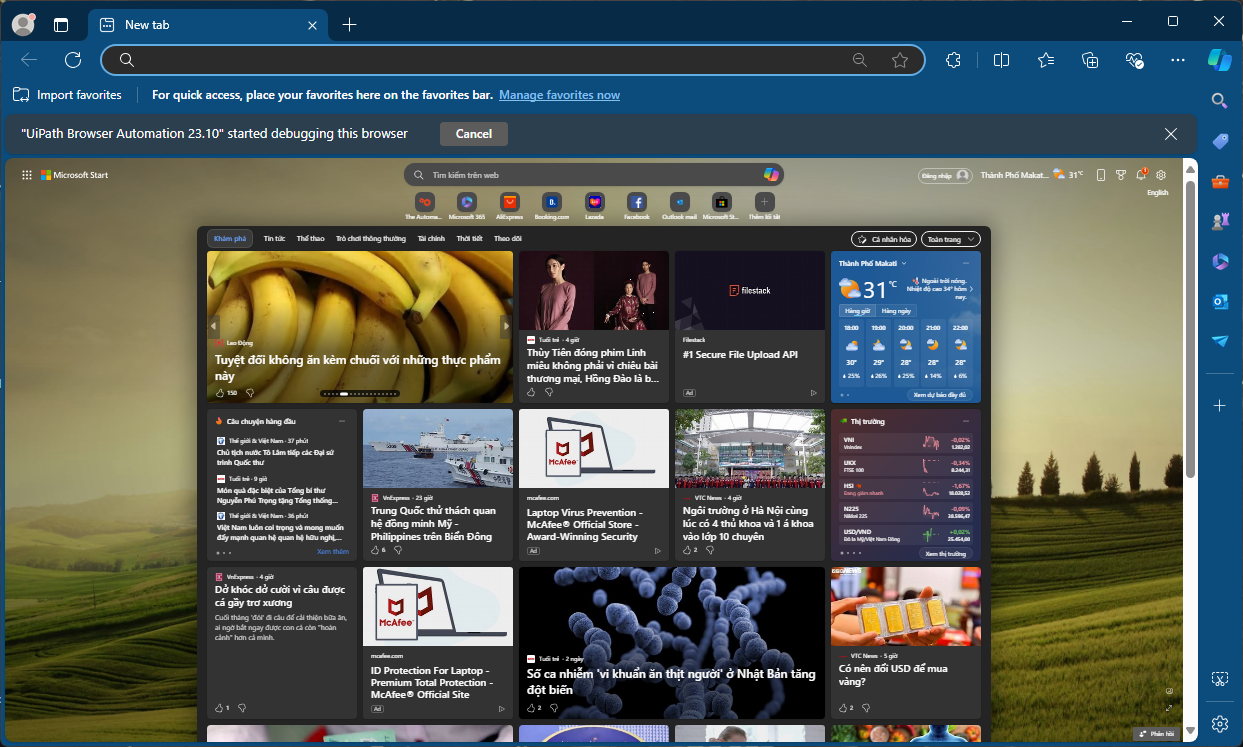 New tab
Import favorites
For quick access, place your favorites here on the favorites bar. Manage favorites now
"UiPath Browser Automation 23.10" started debugging this browser
Cancel
Microsoft Start
Tìm kiếm trên web
Đăng nhập
Thành Phố Makat...
31°C
English
The Automa...
Microsoft 365
AliExpress
Booking.com
Lazada
Facebook
Outlook mail
Microsoft St...
Thêm lối tắt
Khám phá
Tin tức
Thể thao
Trò chơi thông thường
Tài chính
Thời tiết
Theo dõi
Cá nhân hóa
Toàn trang
Lao Động
Tuyệt đối không ăn kèm chuối với những thực phẩm
này
150
Tuổi trẻ · 4 giờ
Thùy Tiên đóng phim Linh
miêu không phải vì chiêu bài
thương mại, Hồng Đào là b...
filestack
Filestack
#1 Secure File Upload API
Ad
Thành Phố Makati
31 °C
Ngoài trời nóng.
Nhiệt độ cao 34° hôm
nay.
Hàng giờ
Hàng ngày
18:00 19:00 20:00 21:00 22:00
30° 29° 28° 28° 28°
25% 26% 25% 14% 6%
Xem dự báo đầy đủ
Câu chuyện hàng đầu
Thế giới & Việt Nam · 37 phút
Chủ tịch nước Tô Lâm tiếp các Đại sứ
trình Quốc thư
Tuổi trẻ · 9 giờ
Món quà đặc biệt của Tổng bí thư
Nguyễn Phú Trọng tặng Tổng thống...
Thế giới & Việt Nam · 36 phút
Việt Nam luôn coi trọng và mong muốn
đẩy mạnh quan hệ quan hệ hữu nghị,...
Xem thêm
VnExpress · 23 giờ
Trung Quốc thử thách quan
hệ đồng minh Mỹ -
Philippines trên Biển Đông
6
McAfee
mcafee.com
Laptop Virus Prevention -
McAfee® Official Store -
Award-Winning Security
Ad
VTC News · 4 giờ
Ngôi trường ở Hà Nội cùng
lúc có 4 thủ khoa và 1 á khoa
vào lớp 10 chuyên
2
Thị trường
VNI -0,02%
Vnindex 1.282,02
UKX -0,34%
FTSE 100 8.244,31
HSI -1,67%
Đang giảm nhanh 18.028,52
N225 -0,09%
Nikkei 225 38.596,47
USD/VND +0,02%
Đô la Mỹ/Việt Nam Đồng 25.454,00
Xem thị trường
VnExpress · 4 giờ
Dở khóc dở cười vì câu được
cá gãy trơ xương
Cuối tháng 'đói' đi câu để cải thiện bữa ăn,
ai ngờ bắt ngay được con cá còn "hoàn
cảnh" hơn cả mình.
1
McAfee
mcafee.com
ID Protection For Laptop -
Premium Total Protection -
McAfee® Official Site
Ad
Tuổi trẻ · 2 ngày
Số ca nhiễm 'vi khuẩn ăn thịt người' ở Nhật Bản tăng
đột biến
2
VTC News · 5 giờ
Có nên đổi USD để mua
vàng?
2
Phản hồi